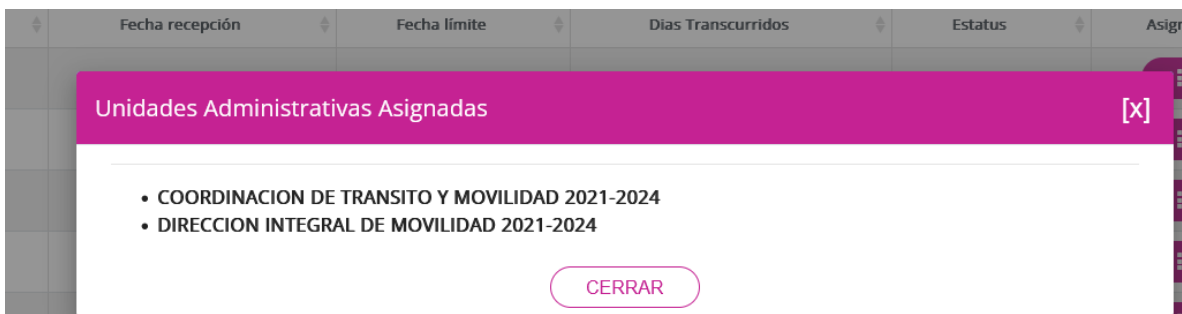 Fecha recepción Fecha límite Dias Transcurridos Estatus
Unidades Administrativas Asignadas [x]
• COORDINACION DE TRANSITO Y MOVILIDAD 2021-2024
• DIRECCION INTEGRAL DE MOVILIDAD 2021-2024
CERRAR